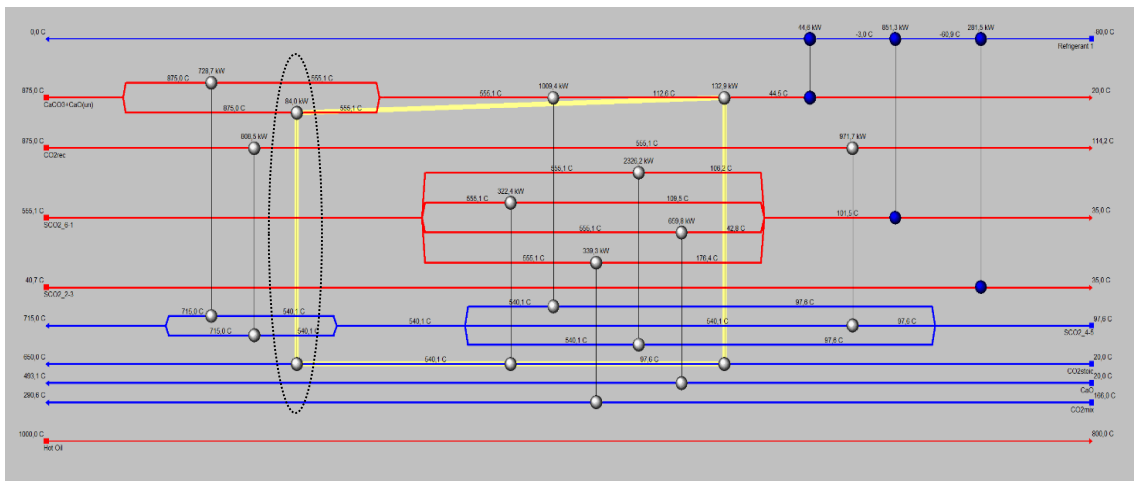 44,6 kW 851,3 kW 281,5 kW
0,0 C -3,0 C -60,9 C 80,0 C
Refrigerant 1
728,7 kW
875,0 C 555,1 C
1009,4 kW 132,9 kW
875,0 C 84,0 kW 555,1 C 112,6 C 44,5 C 20,0 C
CaCO3+CaO(un)
875,0 C 555,1 C
808,5 kW 555,1 C 971,7 kW
875,0 C 114,2 C
CO2rec
2326,2 kW
555,1 C 106,2 C
322,4 kW
555,1 C 109,5 C
555,1 C 659,8 kW 101,5 C 35,0 C
SCO2_6-1
555,1 C 42,8 C
339,3 kW
555,1 C 176,4 C
40,7 C 35,0 C
SCO2_2-3
715,0 C 540,1 C 97,6 C
715,0 C 540,1 C 540,1 C 97,6 C 97,6 C
SCO2_4-5
715,0 C 540,1 C
540,1 C 97,6 C
650,0 C 540,1 C 97,6 C 20,0 C
CO2stoic
493,1 C 20,0 C
CaO
290,6 C 166,0 C
CO2mix
1000,0 C 800,0 C
Hot Oil